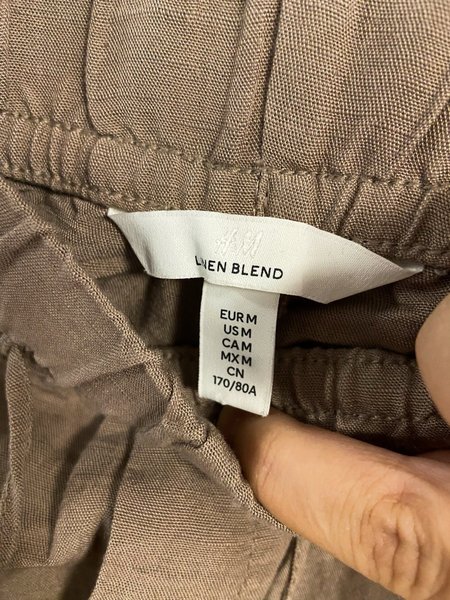 H&M
LINEN BLEND
EUR M
US M
CA M
MX M
CN
170/80A